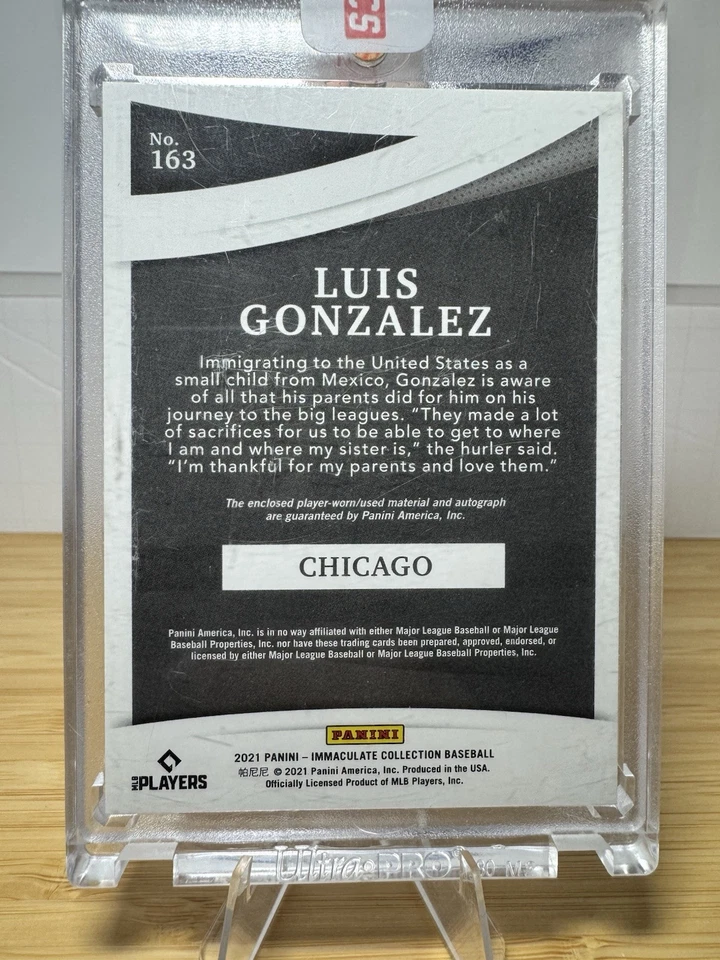 CS
No.
163
LUIS
GONZALEZ
Immigrating to the United States as a
small child from Mexico, Gonzalez is aware
of all that his parents did for him on his
journey to the big leagues. “They made a lot
of sacrifices for us to be able to get to where
I am and where my sister is,” the hurler said.
“I’m thankful for my parents and love them.”
The enclosed player-worn/used material and autograph
are guaranteed by Panini America, Inc.
CHICAGO
Panini America, Inc. is in no way affiliated with either Major League Baseball or Major League
Baseball Properties, Inc. nor have these trading cards been prepared, approved, endorsed, or
licensed by either Major League Baseball or Major League Baseball Properties, Inc.
PANINI
2021 PANINI – IMMACULATE COLLECTION BASEBALL
帕尼尼 © 2021 Panini America, Inc. Produced in the USA.
Officially Licensed Product of MLB Players, Inc.
MLB PLAYERS
Ultra PRO